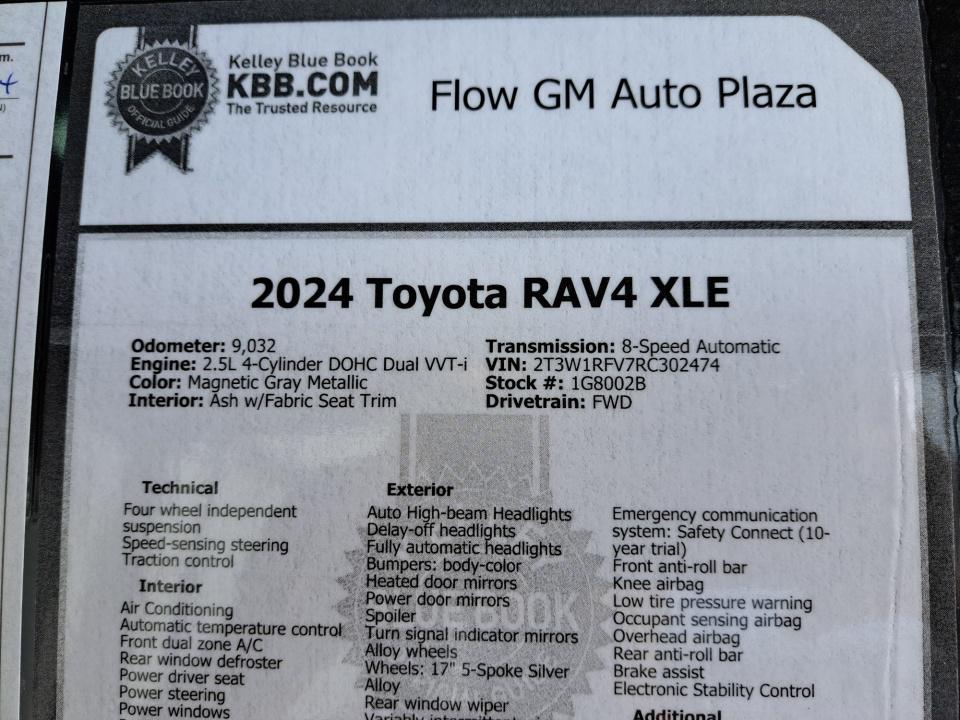 m.
KELLEY
BLUE BOOK
OFFICIAL GUIDE
Kelley Blue Book
KBB.COM
The Trusted Resource
Flow GM Auto Plaza
2024 Toyota RAV4 XLE
Odometer: 9,032
Engine: 2.5L 4-Cylinder DOHC Dual VVT-i
Color: Magnetic Gray Metallic
Interior: Ash w/Fabric Seat Trim
Transmission: 8-Speed Automatic
VIN: 2T3W1RFV7RC302474
Stock #: 1G8002B
Drivetrain: FWD
Technical
Four wheel independent
suspension
Speed-sensing steering
Traction control
Interior
Air Conditioning
Automatic temperature control
Front dual zone A/C
Rear window defroster
Power driver seat
Power steering
Power windows
Exterior
Auto High-beam Headlights
Delay-off headlights
Fully automatic headlights
Bumpers: body-color
Heated door mirrors
Power door mirrors
Spoiler
Turn signal indicator mirrors
Alloy wheels
Wheels: 17" 5-Spoke Silver
Alloy
Rear window wiper
Variably intermittent
Emergency communication
system: Safety Connect (10-
year trial)
Front anti-roll bar
Knee airbag
Low tire pressure warning
Occupant sensing airbag
Overhead airbag
Rear anti-roll bar
Brake assist
Electronic Stability Control
Additional